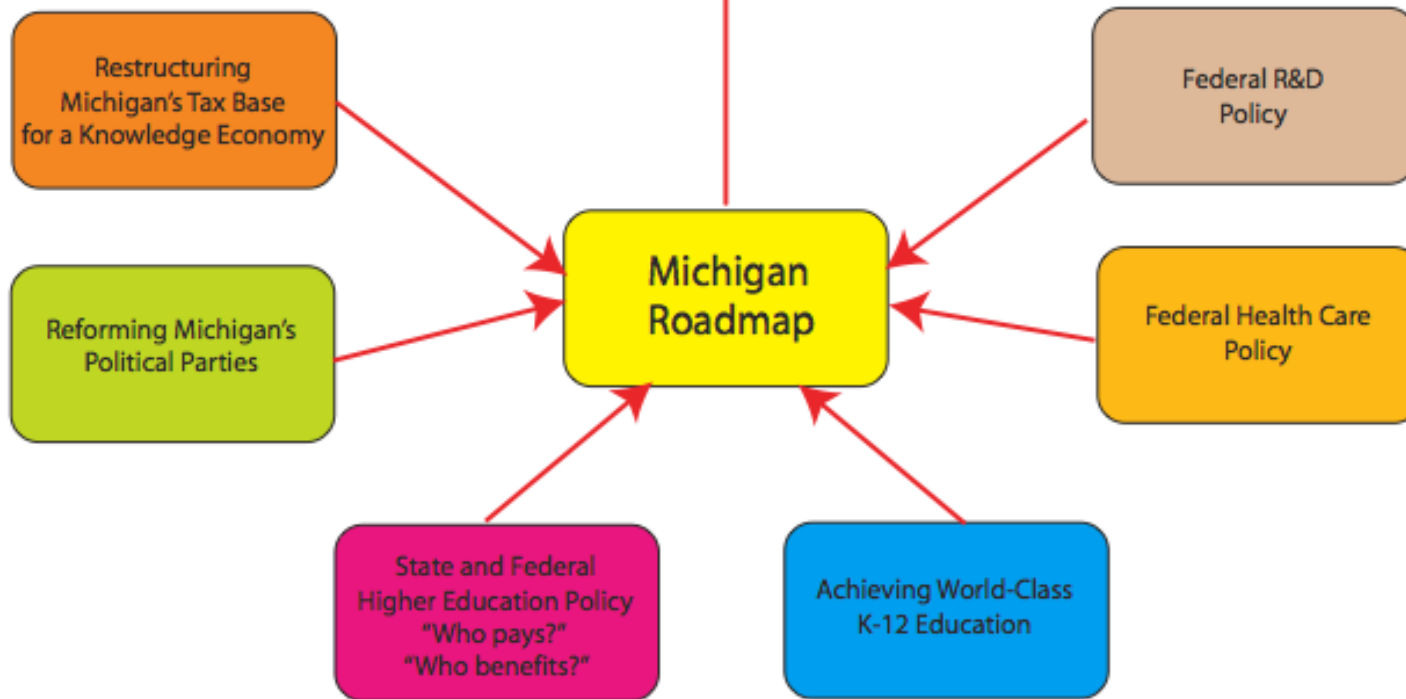 Restructuring
Michigan’s Tax Base
for a Knowledge Economy
Federal R&D
Policy
Michigan
Roadmap
Reforming Michigan’s
Political Parties
Federal Health Care
Policy
State and Federal
Higher Education Policy
“Who pays?”
“Who benefits?”
Achieving World-Class
K-12 Education